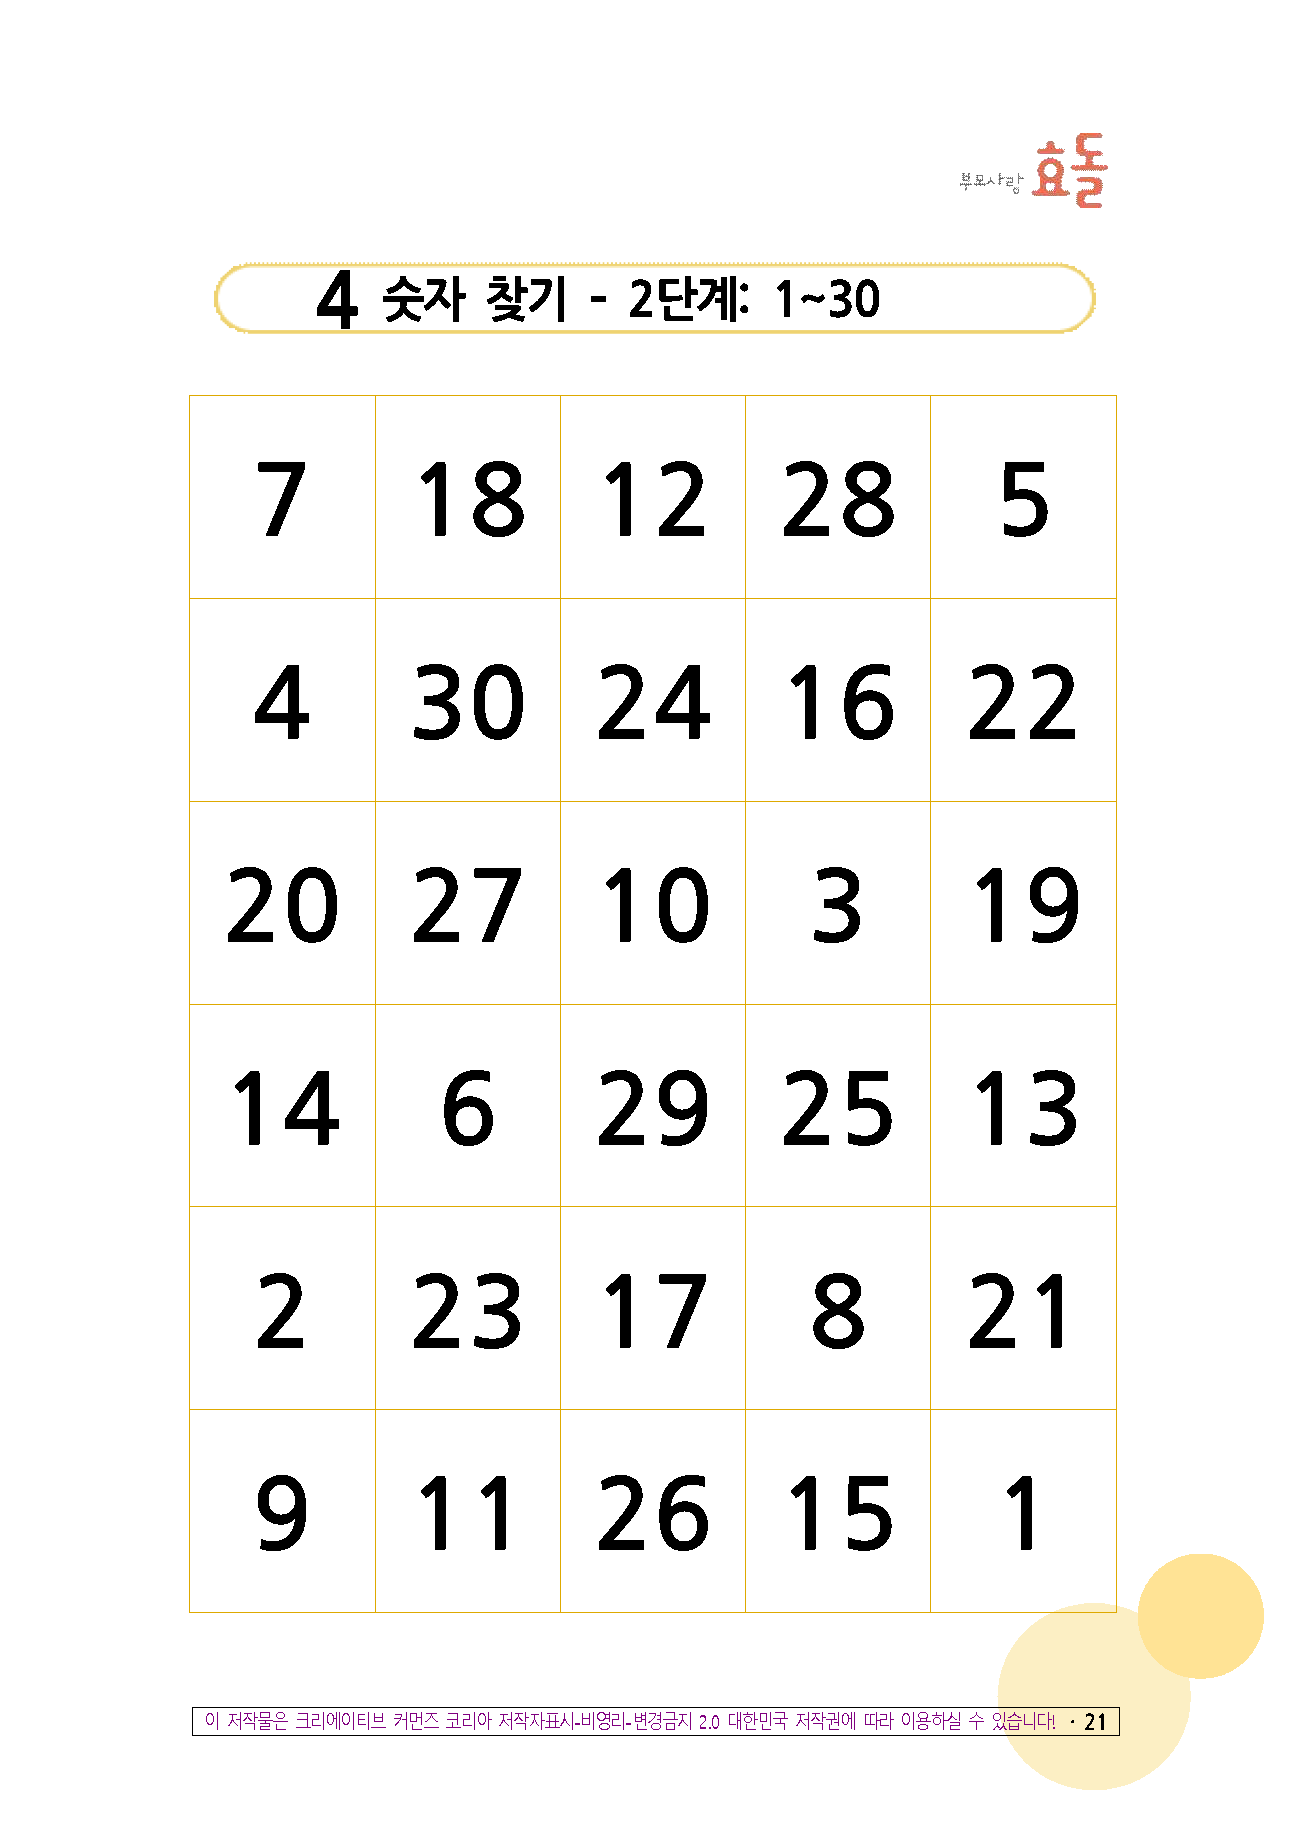 부모사랑 효돌
4 숫자 찾기 - 2단계: 1~30
7 18 12 28 5
4 30 24 16 22
20 27 10 3 19
14 6 29 25 13
2 23 17 8 21
9 11 26 15 1
이 저작물은 크리에이티브 커먼즈 코리아 저작자표시-비영리-변경금지 2.0 대한민국 저작권에 따라 이용하실 수 있습니다! · 21